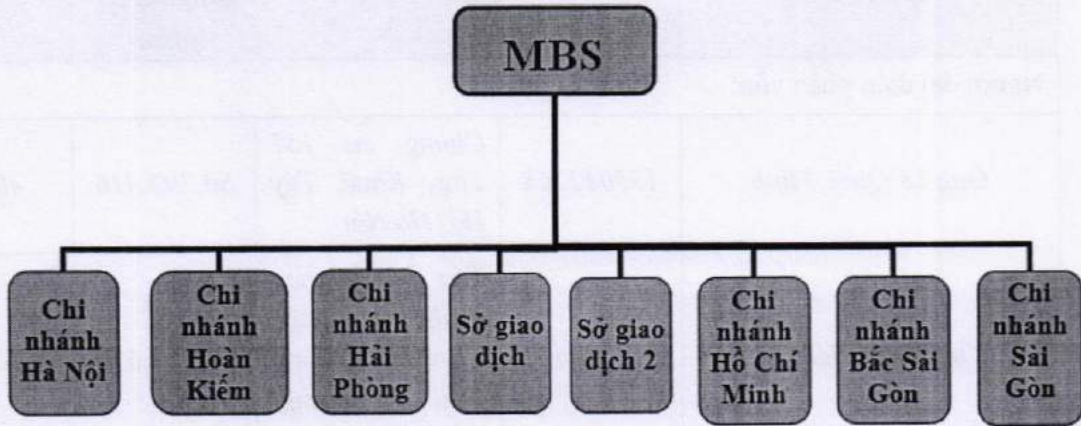 MBS
Chi
nhánh
Hà Nội
Chi
nhánh
Hoàn
Kiếm
Chi
nhánh
Hải
Phòng
Sở giao
dịch
Sở giao
dịch 2
Chi
nhánh
Hồ Chí
Minh
Chi
nhánh
Bắc Sài
Gòn
Chi
nhánh
Sài
Gòn